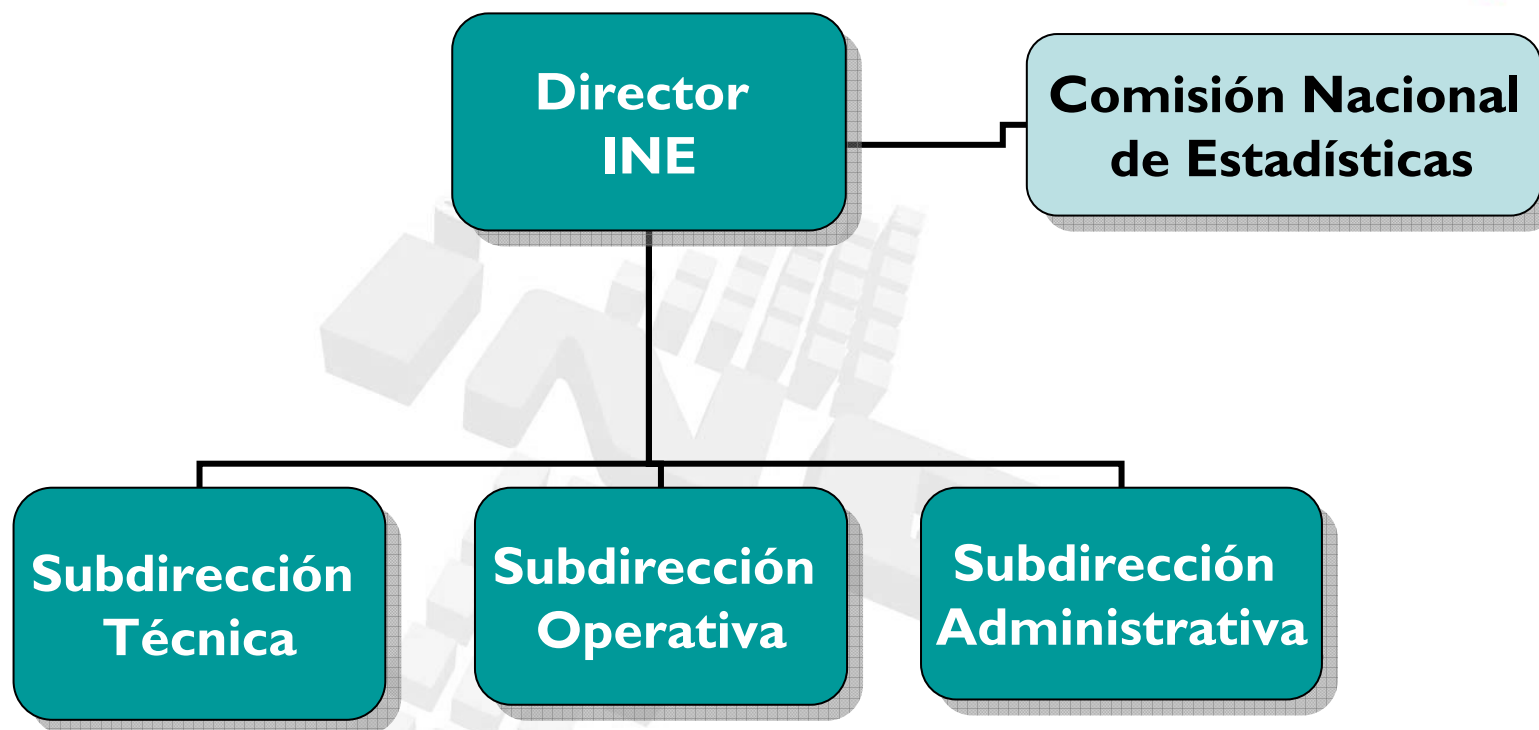 Director
INE
Comisión Nacional
de Estadísticas
Subdirección
Técnica
Subdirección
Operativa
Subdirección
Administrativa